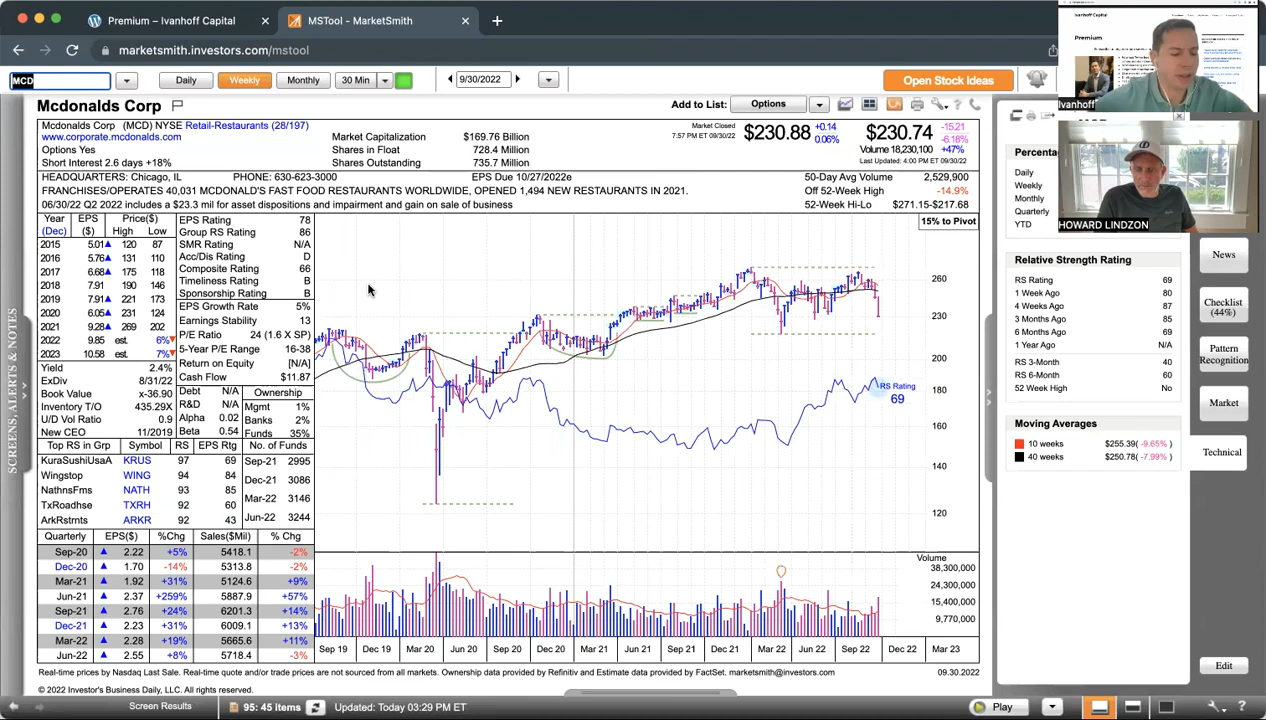 Premium – Ivanhoff Capital
MSTool - MarketSmith
marketsmith.investors.com/mstool
MCD
Daily
Weekly
Monthly
30 Min
9/30/2022
Open Stock Ideas
Mcdonalds Corp
Add to List:
Options
Mcdonalds Corp (MCD) NYSE Retail-Restaurants (28/197)
www.corporate.mcdonalds.com
Options Yes
Short Interest 2.6 days +18%
Market Capitalization $169.76 Billion
Shares in Float 728.4 Million
Shares Outstanding 735.7 Million
Market Closed
7:57 PM ET 09/30/22
$230.88 +0.14
0.06%
$230.74 -15.21
-6.18%
Volume 18,230,100 +47%
Last Updated: 4:00 PM ET 09/30/22
HEADQUARTERS: Chicago, IL PHONE: 630-623-3000 EPS Due 10/27/2022e
50-Day Avg Volume 2,529,900
FRANCHISES/OPERATES 40,031 MCDONALD'S FAST FOOD RESTAURANTS WORLDWIDE, OPENED 1,494 NEW RESTAURANTS IN 2021.
Off 52-Week High -14.9%
06/30/22 Q2 2022 includes a $23.3 mil for asset dispositions and impairment and gain on sale of business
52-Week Hi-Lo $271.15-$217.68
Year EPS Price($)
(Dec) ($) High Low
2015 5.01 120 87
2016 5.76 131 110
2017 6.68 175 118
2018 7.91 190 146
2019 7.91 221 173
2020 6.05 231 124
2021 9.28 269 202
2022 9.85 est. 6%
2023 10.58 est. 7%
Yield 2.4%
ExDiv 8/31/22
Book Value x-36.90
Inventory T/O 435.29X
U/D Vol Ratio 0.9
New CEO 11/2019
EPS Rating 78
Group RS Rating 86
SMR Rating N/A
Acc/Dis Rating D
Composite Rating 66
Timeliness Rating B
Sponsorship Rating B
EPS Growth Rate 5%
Earnings Stability 13
P/E Ratio 24 (1.6 X SP)
5-Year P/E Range 16-38
Return on Equity [N/A]
Cash Flow $11.87
Debt [N/A]
R&D N/A
Alpha 0.02
Beta 0.54
Ownership
Mgmt 1%
Banks 2%
Funds 35%
Top RS in Grp Symbol RS EPS Rtg
KuraSushiUsaA KRUS 97 69
Wingstop WING 94 84
NathnsFms NATH 93 85
TxRoadhse TXRH 92 60
ArkRstrnts ARKR 92 43
No. of Funds
Sep-21 2995
Dec-21 3086
Mar-22 3146
Jun-22 3244
Quarterly EPS($) %Chg Sales($Mil) % Chg
Sep-20 2.22 +5% 5418.1 -2%
Dec-20 1.70 -14% 5313.8 -2%
Mar-21 1.92 +31% 5124.6 +9%
Jun-21 2.37 +259% 5887.9 +57%
Sep-21 2.76 +24% 6201.3 +14%
Dec-21 2.23 +31% 6009.1 +13%
Mar-22 2.28 +19% 5665.6 +11%
Jun-22 2.55 +8% 5718.4 -3%
15% to Pivot
260
230
200
180
160
140
120
RS Rating
69
Volume
38,300,000
24,300,000
15,400,000
9,770,000
Sep 19 Dec 19 Mar 20 Jun 20 Sep 20 Dec 20 Mar 21 Jun 21 Sep 21 Dec 21 Mar 22 Jun 22 Sep 22 Dec 22 Mar 23
Real-time prices by Nasdaq Last Sale. Real-time quote and/or trade prices are not sourced from all markets. Ownership data provided by Refinitiv and Estimate data provided by FactSet. marketsmith@investors.com
09.30.2022
© 2022 Investor's Business Daily, LLC. All rights reserved.
SCREENS, ALERTS & NOTES
Screen Results
95: 45 items
Updated: Today 03:29 PM ET
Play
Ivanhoff Capital
Premium
Ivanhoff
HOWARD LINDZON
Percenta
Daily
Weekly
Monthly
Quarterly
YTD
Relative Strength Rating
RS Rating 69
1 Week Ago 80
4 Weeks Ago 87
3 Months Ago 85
6 Months Ago 69
1 Year Ago N/A
RS 3-Month 40
RS 6-Month 60
52 Week High No
Moving Averages
10 weeks $255.39( -9.65% )
40 weeks $250.78( -7.99% )
News
Checklist
(44%)
Pattern
Recognition
Market
Technical
Edit